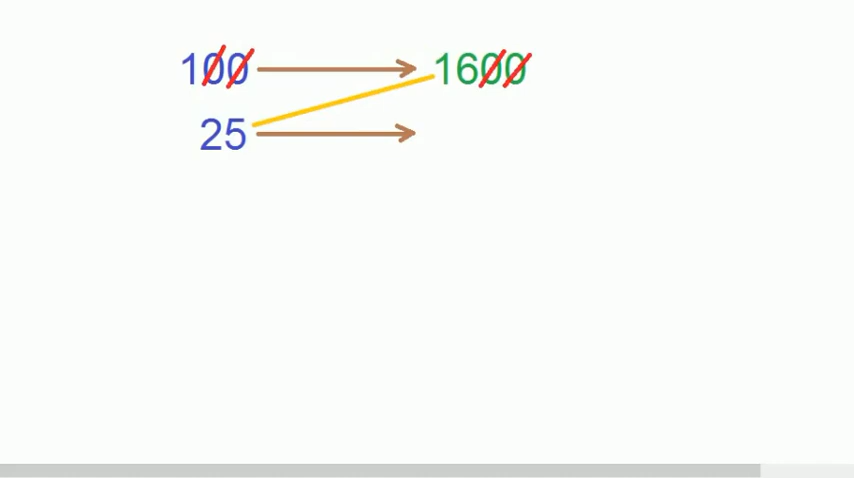 100 → 1600
25 →